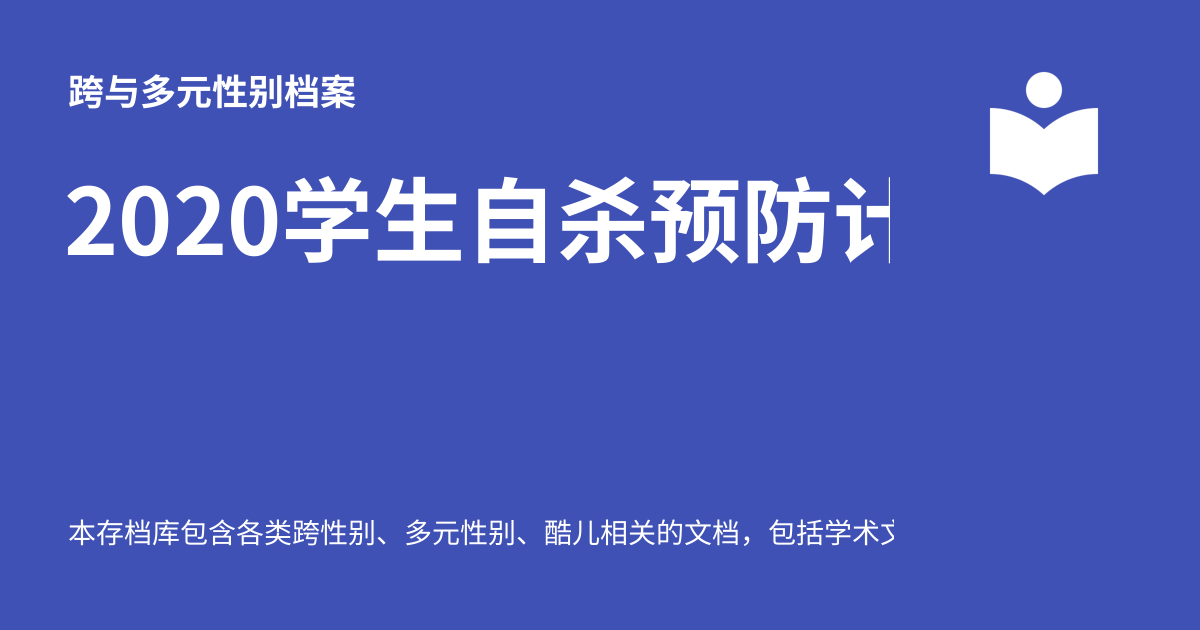 跨与多元性别档案
2020学生自杀预防计
本存档库包含各类跨性别、多元性别、酷儿相关的文档，包括学术